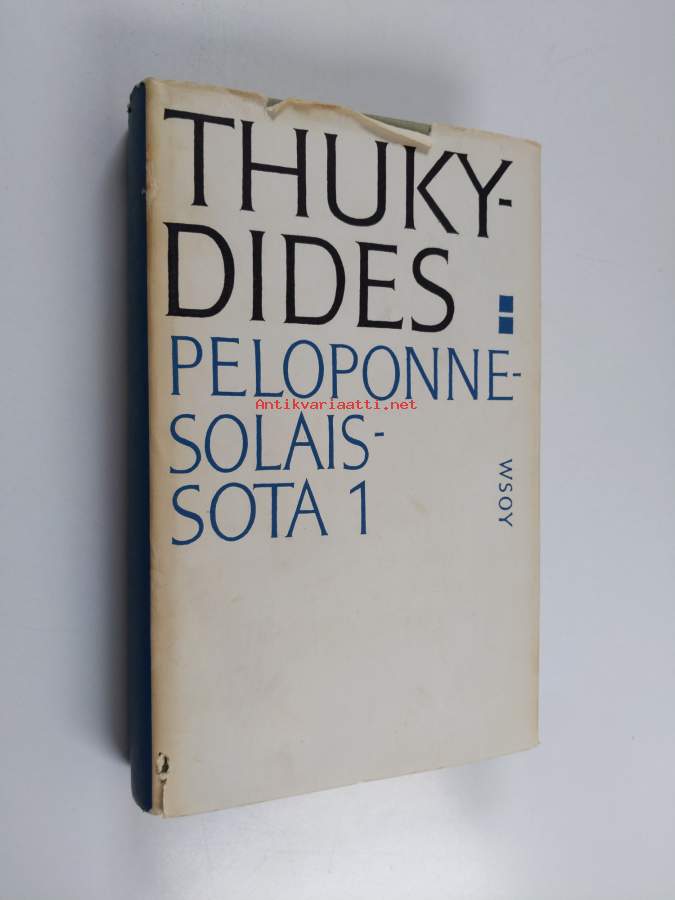 THUKY-
DIDES :
PELOPONNE-
Antikvariaatti.net
SOLAIS-
SOTA 1
WSOY